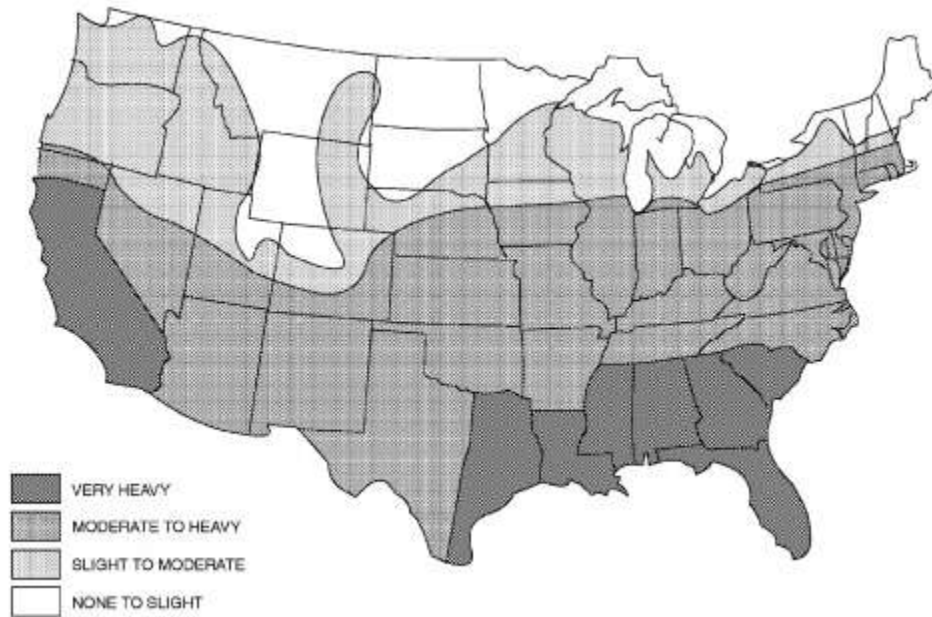 VERY HEAVY
MODERATE TO HEAVY
SLIGHT TO MODERATE
NONE TO SLIGHT